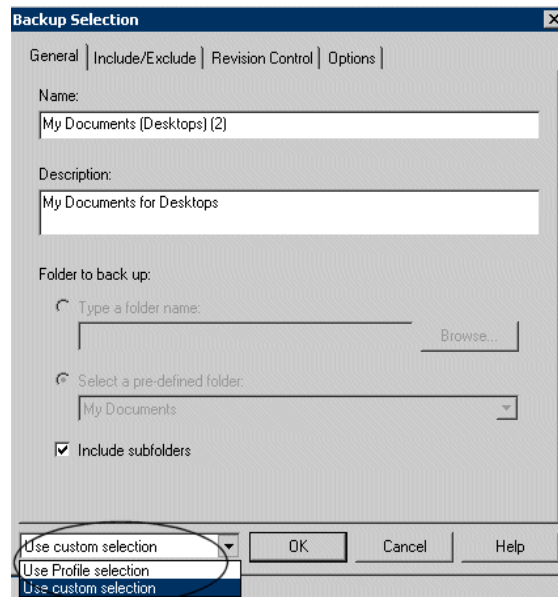 Backup Selection
General | Include/Exclude | Revision Control | Options
Name:
My Documents (Desktops) (2)
Description:
My Documents for Desktops
Folder to back up:
Type a folder name:
Browse...
Select a pre-defined folder:
My Documents
Include subfolders
Use custom selection OK Cancel Help
Use Profile selection
Use custom selection